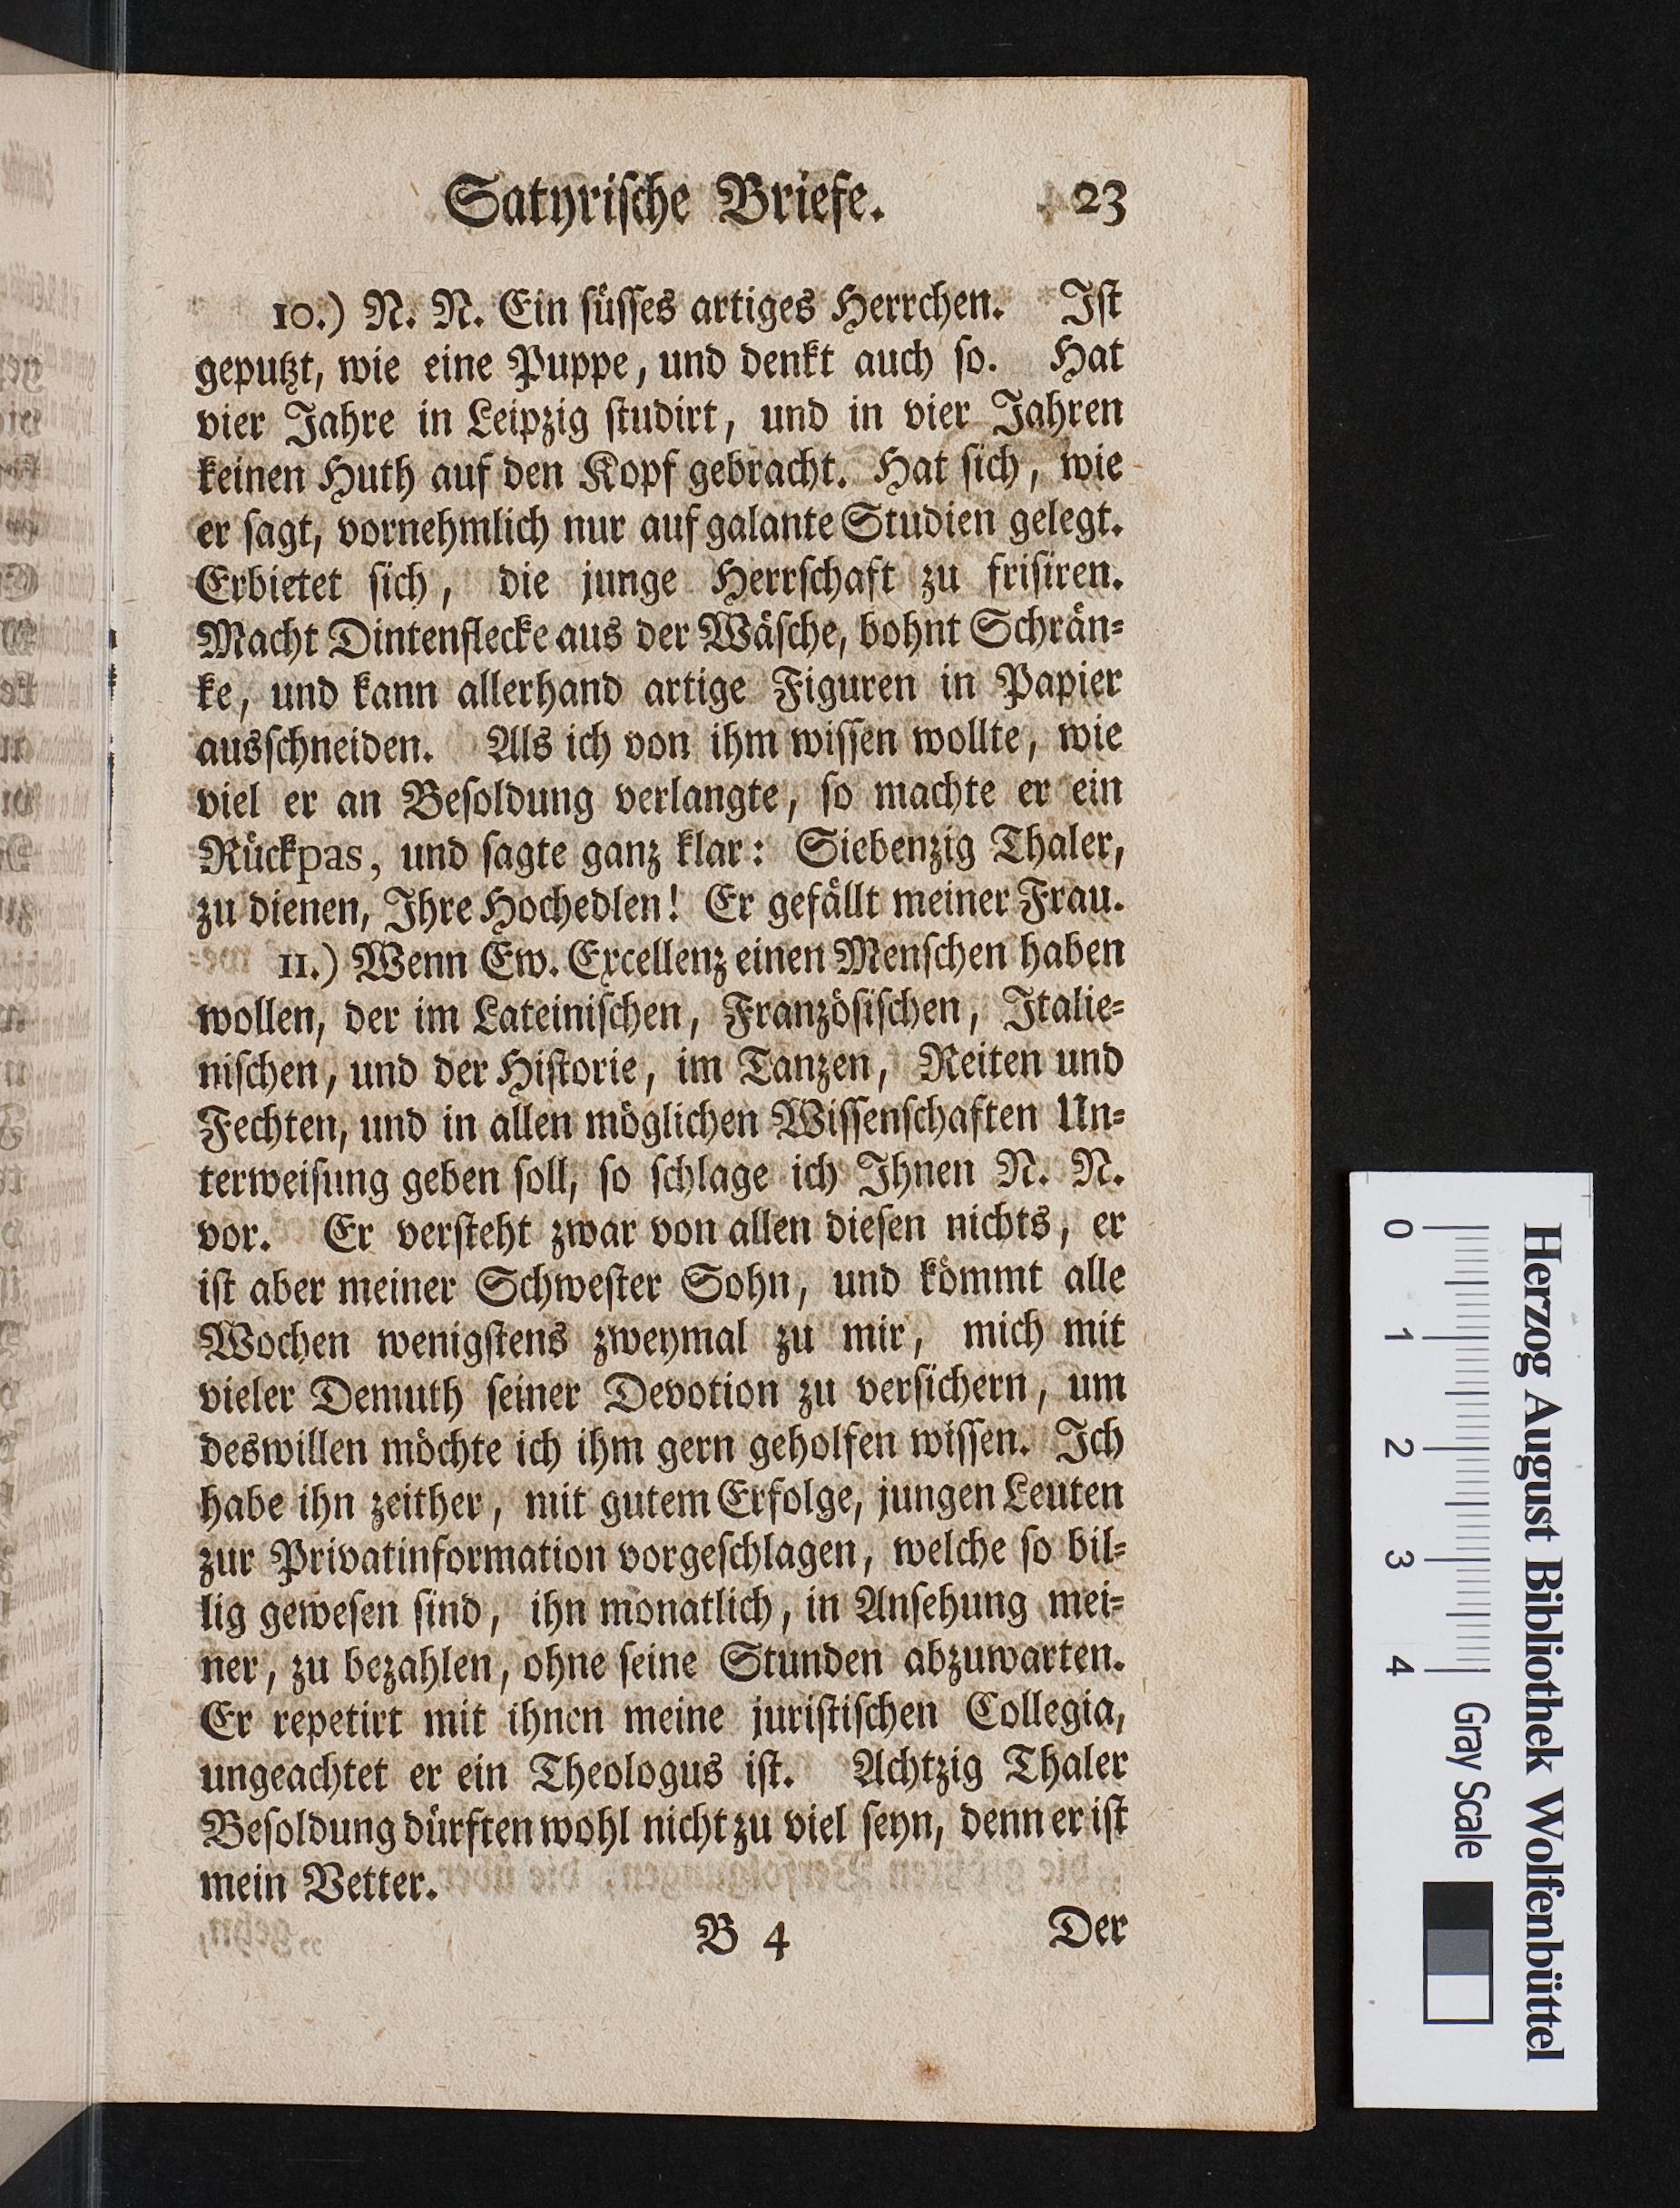 Satyriſche Briefe. 23
10.) N. N. Ein ſüſſes artiges Herrchen. Iſt
geputzt, wie eine Puppe, und denkt auch ſo. Hat
vier Jahre in Leipzig ſtudirt, und in vier Jahren
keinen Huth auf den Kopf gebracht. Hat ſich, wie
er ſagt, vornehmlich nur auf galante Studien gelegt.
Erbietet ſich, die junge Herrſchaft zu friſiren.
Macht Dintenflecke aus der Wäſche, bohnt Schrän⸗
ke, und kann allerhand artige Figuren in Papier
ausſchneiden. Als ich von ihm wiſſen wollte, wie
viel er an Beſoldung verlangte, ſo machte er ein
Rückpas, und ſagte ganz klar: Siebenzig Thaler,
zu dienen, Ihre Hochedlen! Er gefällt meiner Frau.
11.) Wenn Ew. Excellenz einen Menſchen haben
wollen, der im Lateiniſchen, Franzöſiſchen, Italie⸗
niſchen, und der Hiſtorie, im Tanzen, Reiten und
Fechten, und in allen möglichen Wiſſenſchaften Un⸗
terweiſung geben ſoll, ſo ſchlage ich Ihnen N. N.
vor. Er verſteht zwar von allen dieſen nichts, er
iſt aber meiner Schweſter Sohn, und kömmt alle
Wochen wenigſtens zweymal zu mir, mich mit
vieler Demuth ſeiner Devotion zu verſichern, um
deswillen möchte ich ihm gern geholfen wiſſen. Ich
habe ihn zeither, mit gutem Erfolge, jungen Leuten
zur Privatinformation vorgeſchlagen, welche ſo bil⸗
lig geweſen ſind, ihn monatlich, in Anſehung mei⸗
ner, zu bezahlen, ohne ſeine Stunden abzuwarten.
Er repetirt mit ihnen meine juriſtiſchen Collegia,
ungeachtet er ein Theologus iſt. Achtzig Thaler
Beſoldung dürften wohl nicht zu viel ſeyn, denn er iſt
mein Vetter.
B 4 Der
Herzog August Bibliothek Wolfenbüttel
0 1 2 3 4 Gray Scale